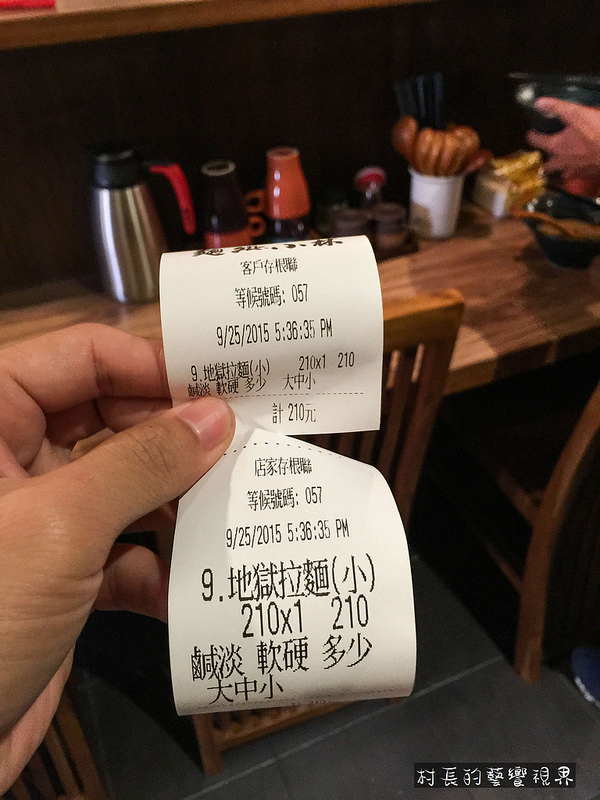 客戶存根聯
等候號碼: 057
9/25/2015 5:36:35 PM
9.地獄拉麵(小) 210x1 210
鹹淡 軟硬 多少 大中小
計 210元
店家存根聯
等候號碼: 057
9/25/2015 5:36:35 PM
9.地獄拉麵(小)
210x1 210
鹹淡 軟硬 多少
大中小
村長的藝響視界